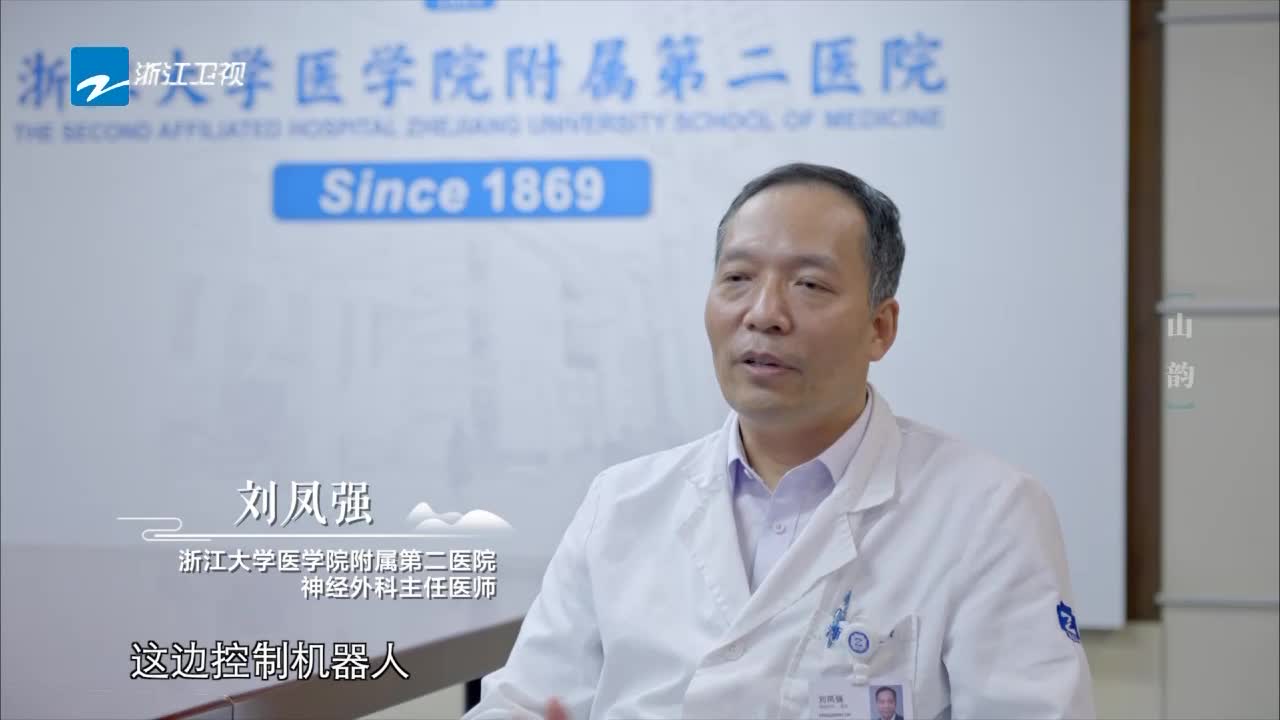 浙江大学医学院附属第二医院
THE SECOND AFFILIATED HOSPITAL ZHEJIANG UNIVERSITY SCHOOL OF MEDICINE
Since 1869
浙江卫视
山韵
刘凤强
浙江大学医学院附属第二医院
神经外科主任医师
这边控制机器人
刘凤强